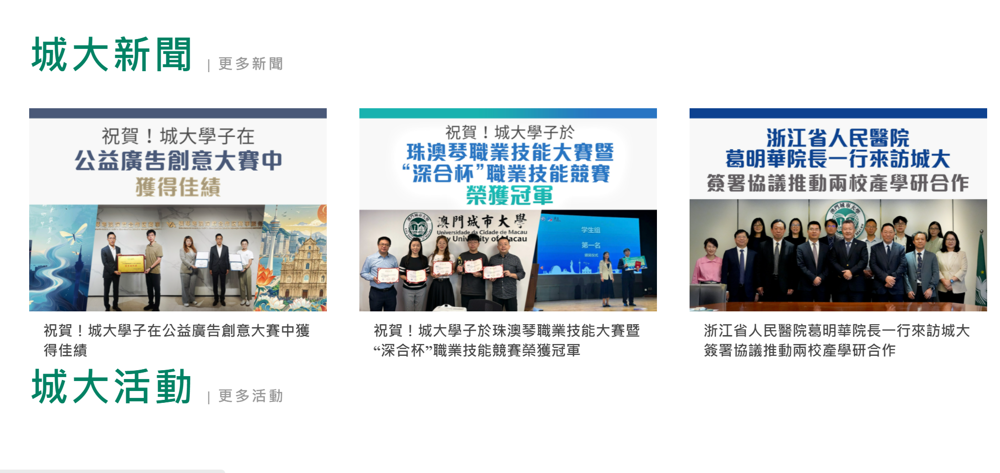 城大新聞
| 更多新聞
祝賀！城大學子在
公益廣告創意大賽中
獲得佳績
祝賀！城大學子在公益廣告創意大賽中獲
得佳績
祝賀！城大學子於
珠澳琴職業技能大賽暨
“深合杯”職業技能競賽
榮獲冠軍
澳門城市大學
Universidade da Cidade de Macau
City University of Macau
学生组
第一名
颁奖仪式
祝賀！城大學子於珠澳琴職業技能大賽暨
“深合杯”職業技能競賽榮獲冠軍
浙江省人民醫院
葛明華院長一行來訪城大
簽署協議推動兩校產學研合作
澳門城市大學
浙江省人民醫院葛明華院長一行來訪城大
簽署協議推動兩校產學研合作
城大活動
| 更多活動